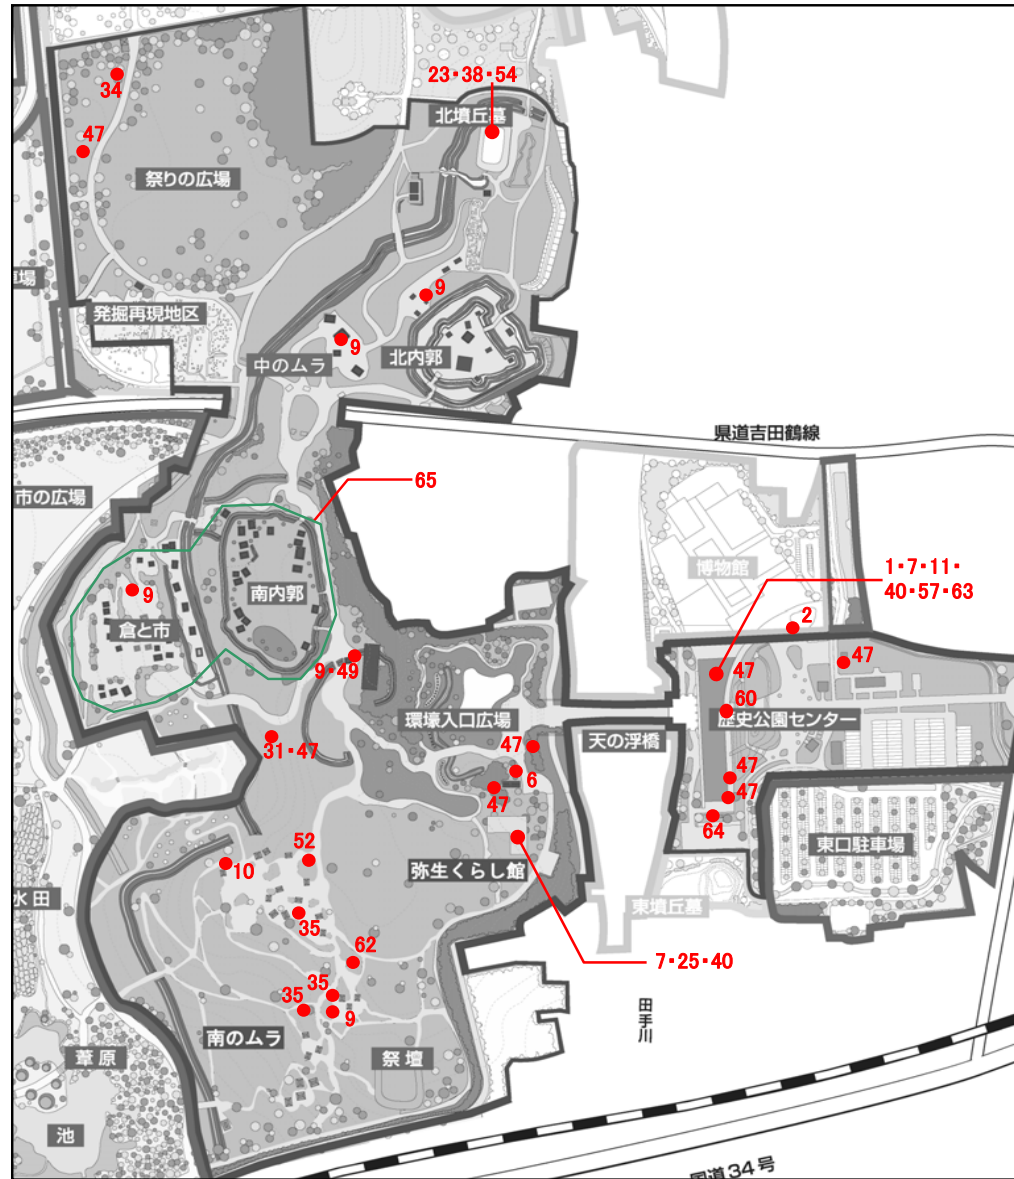 34
23・38・54
北墳丘墓
47
祭りの広場
車場
9
発掘再現地区
9
北内郭
中のムラ
県道吉田鶴線
65
市の広場
博物館
1・7・11・
40・57・63
南内郭
9
倉と市
2
9・49
47
47
60
環壕入口広場
歴史公園センター
天の浮橋
31・47
47
6
47
47
47
64
52
弥生くらし館
東口駐車場
10
水田
35
東墳丘墓
62
7・25・40
35
35
9
田手川
南のムラ
祭壇
葦原
池
国道34号